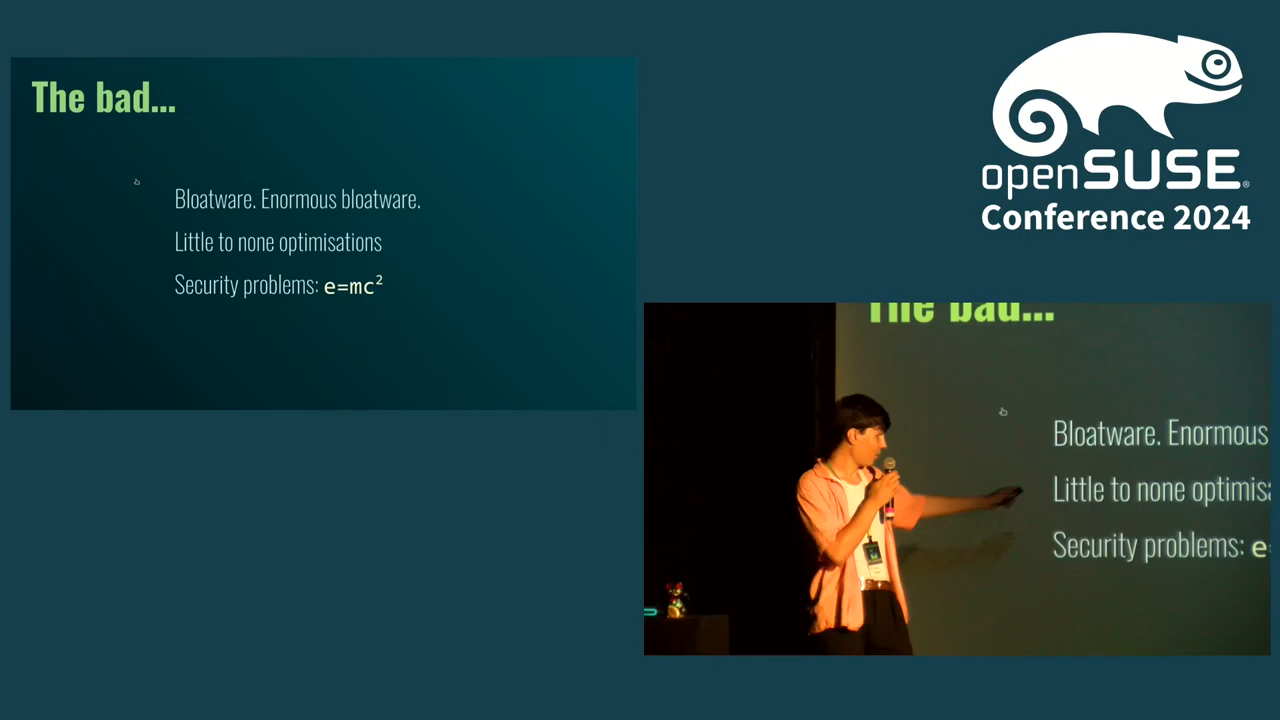 The bad...
Bloatware. Enormous bloatware.
Little to none optimisations
Security problems: e=mc²
openSUSE®
Conference 2024
The bad...
Bloatware. Enormous
Little to none optimis
Security problems: e